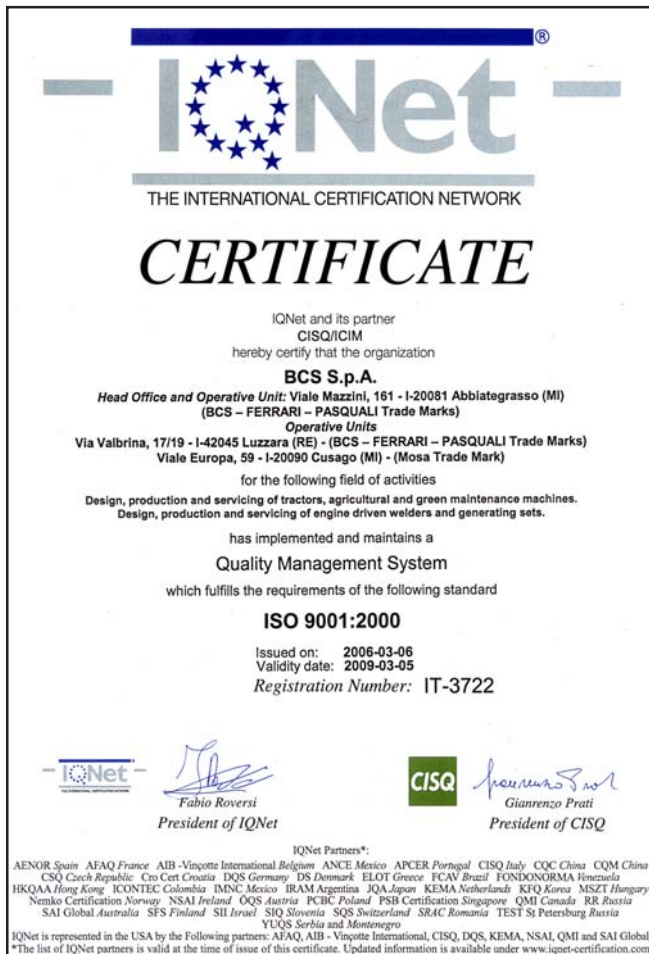 IQNet®
THE INTERNATIONAL CERTIFICATION NETWORK
CERTIFICATE
IQNet and its partner
CISQ/ICIM
hereby certify that the organization
BCS S.p.A.
Head Office and Operative Unit: Viale Mazzini, 161 - I-20081 Abbiategrasso (MI)
(BCS – FERRARI – PASQUALI Trade Marks)
Operative Units
Via Valbrina, 17/19 - I-42045 Luzzara (RE) - (BCS – FERRARI – PASQUALI Trade Marks)
Viale Europa, 59 - I-20090 Cusago (MI) - (Mosa Trade Mark)
for the following field of activities
Design, production and servicing of tractors, agricultural and green maintenance machines.
Design, production and servicing of engine driven welders and generating sets.
has implemented and maintains a
Quality Management System
which fulfills the requirements of the following standard
ISO 9001:2000
Issued on: 2006-03-06
Validity date: 2009-03-05
Registration Number: IT-3722
IQNet
THE INTERNATIONAL CERTIFICATION NETWORK
Fabio Roversi
President of IQNet
CISQ
Gianrenzo Prati
President of CISQ
IQNet Partners*:
AENOR Spain AFAQ France AIB -Vinçotte International Belgium ANCE Mexico APCER Portugal CISQ Italy CQC China CQM China
CSQ Czech Republic Cro Cert Croatia DQS Germany DS Denmark ELOT Greece FCAV Brazil FONDONORMA Venezuela
HKQAA Hong Kong ICONTEC Colombia IMNC Mexico IRAM Argentina JQA Japan KEMA Netherlands KFQ Korea MSZT Hungary
Nemko Certification Norway NSAI Ireland ÖQS Austria PCBC Poland PSB Certification Singapore QMI Canada RR Russia
SAI Global Australia SFS Finland SII Israel SIQ Slovenia SQS Switzerland SRAC Romania TEST St Petersburg Russia
YUQS Serbia and Montenegro
IQNet is represented in the USA by the Following partners: AFAQ, AIB - Vinçotte International, CISQ, DQS, KEMA, NSAI, QMI and SAI Global
*The list of IQNet partners is valid at the time of issue of this certificate. Updated information is available under www.iqnet-certification.com